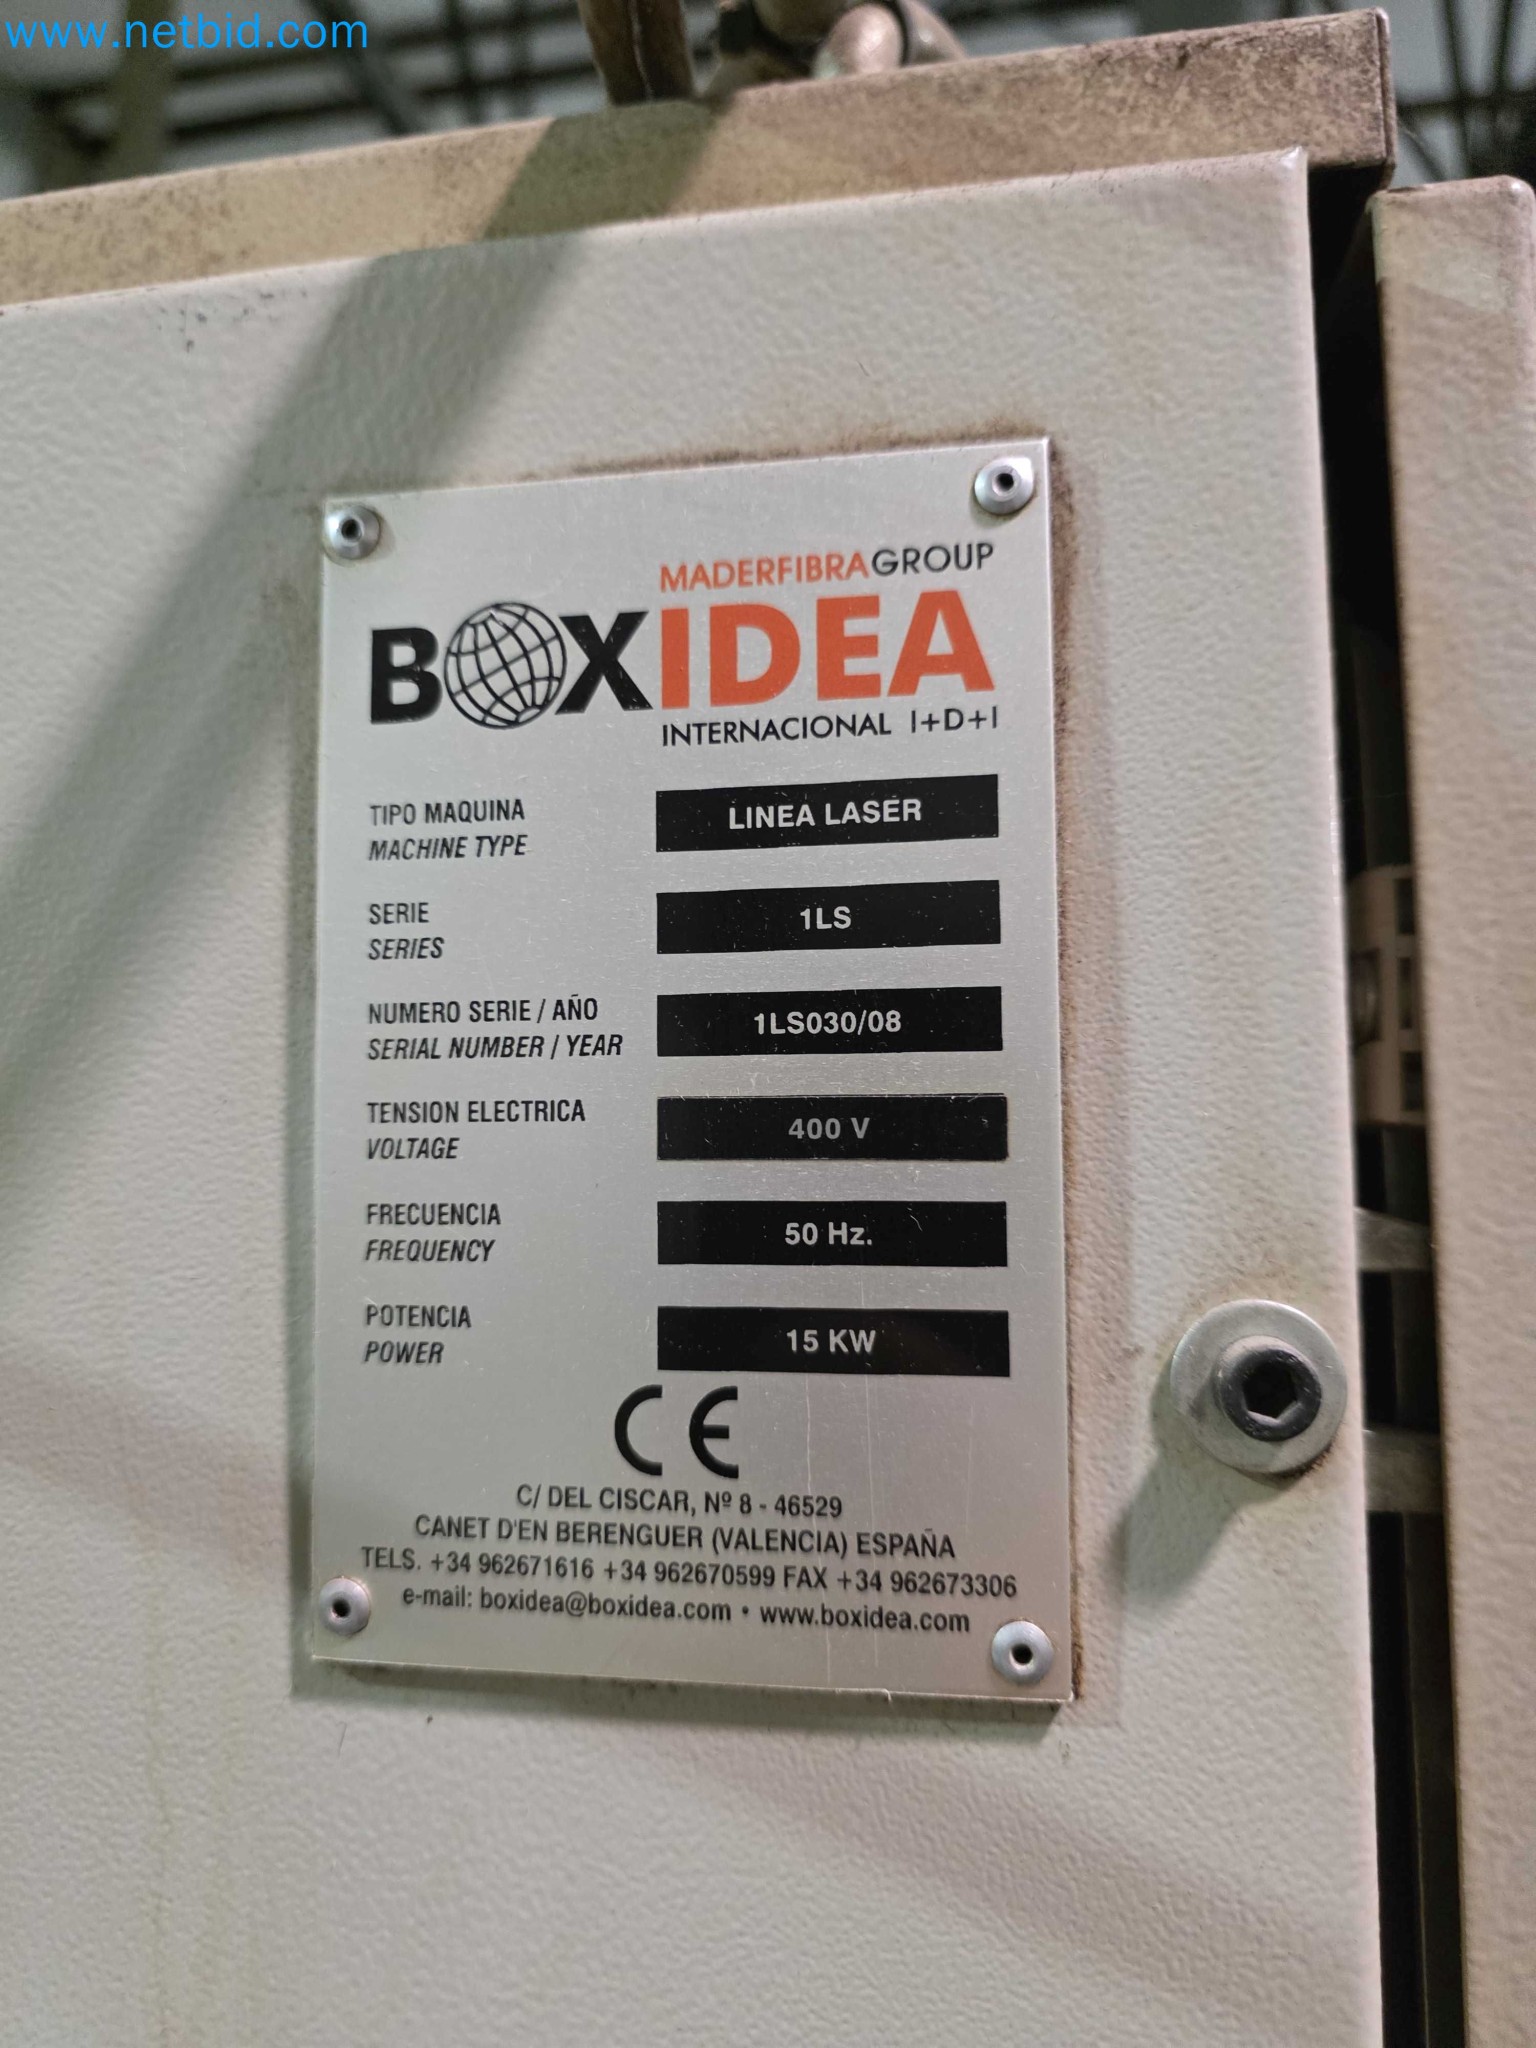 www.netbid.com
MADERFIBRAGROUP
BOXIDEA
INTERNACIONAL I+D+I
TIPO MAQUINA
LINEA LASER
MACHINE TYPE
SERIE
1LS
SERIES
NUMERO SERIE / AÑO
1LS030/08
SERIAL NUMBER / YEAR
TENSION ELECTRICA
400 V
VOLTAGE
FRECUENCIA
50 Hz.
FREQUENCY
POTENCIA
15 KW
POWER
CE
C/ DEL CISCAR, Nº 8 - 46529
CANET D'EN BERENGUER (VALENCIA) ESPAÑA
TELS. +34 962671616 +34 962670599 FAX +34 962673306
e-mail: boxidea@boxidea.com • www.boxidea.com